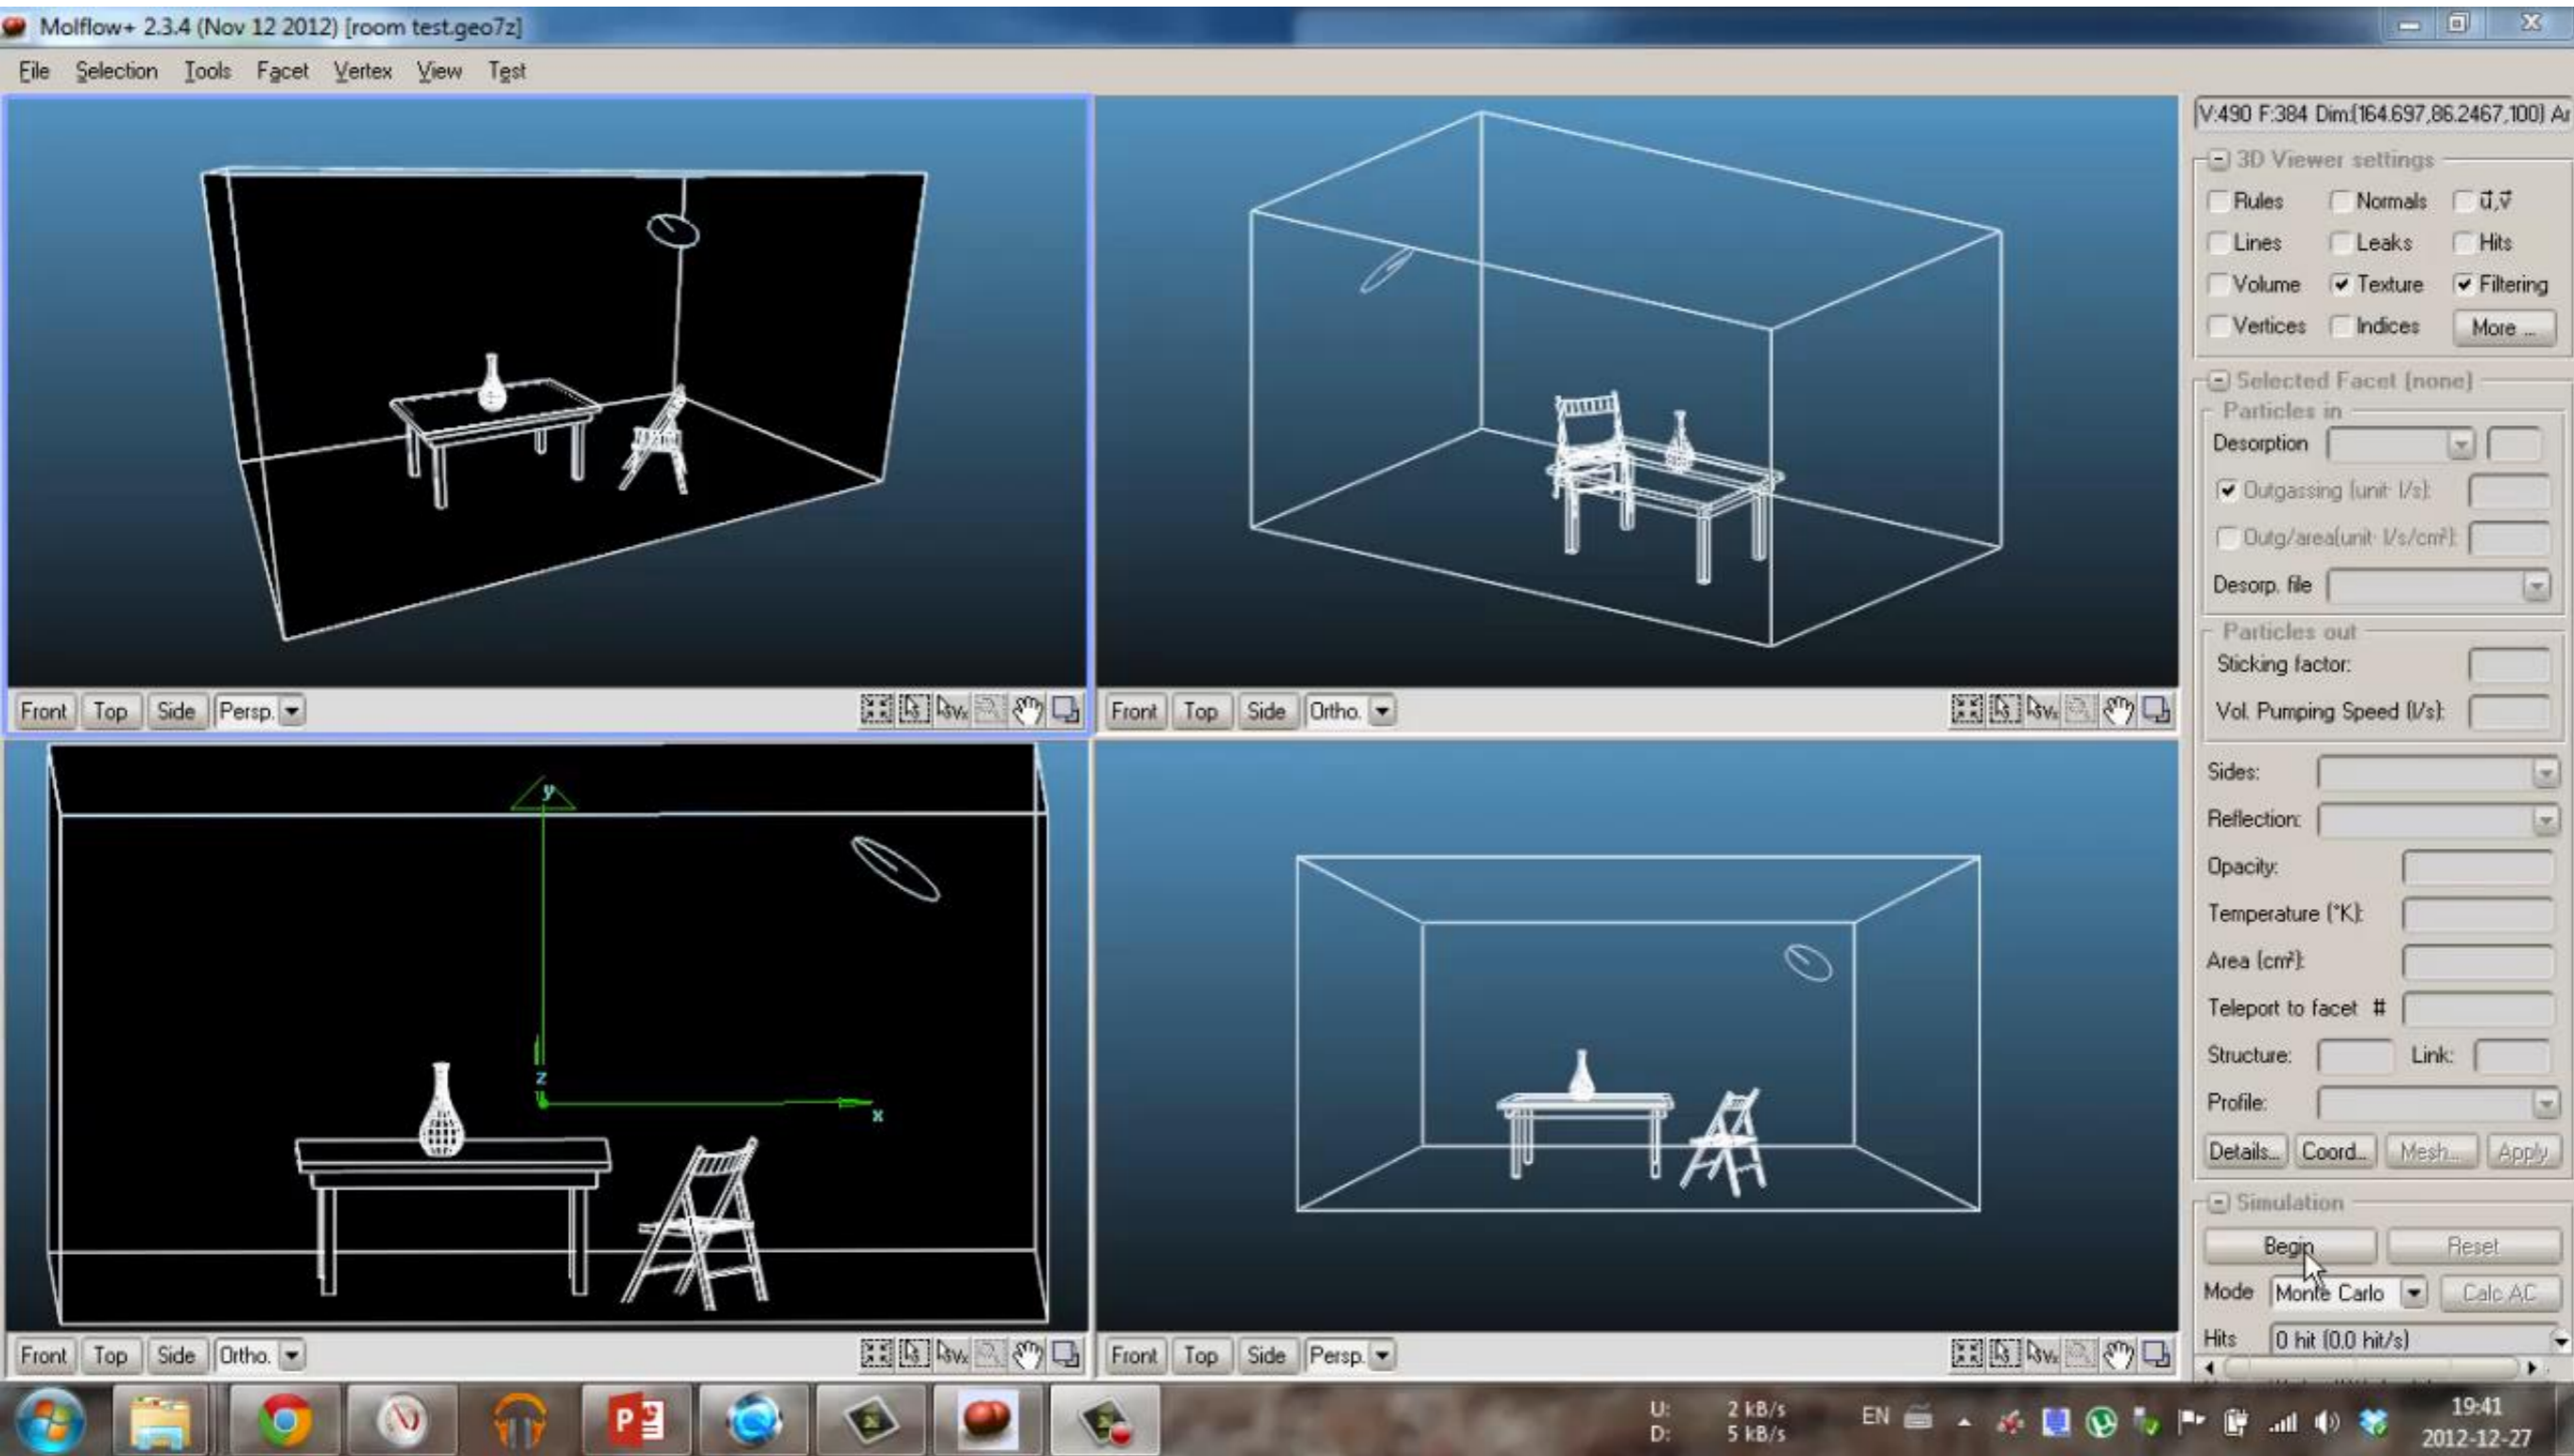 Molflow+ 2.3.4 (Nov 12 2012) [room test.geo7z]
File Selection Tools Facet Vertex View Test
V:490 F:384 Dim:(164.697,86.2467,100) Ar
3D Viewer settings
Rules Normals u,v
Lines Leaks Hits
Volume Texture Filtering
Vertices Indices More ...
Selected Facet (none)
Particles in
Desorption
Outgassing (unit· l/s):
Outg/area(unit· l/s/cm²):
Desorp. file
Particles out
Sticking factor:
Vol. Pumping Speed (l/s):
Sides:
Reflection:
Opacity:
Temperature (°K):
Area (cm²):
Teleport to facet #
Structure: Link:
Profile:
Details... Coord... Mesh... Apply
Simulation
Begin Reset
Mode Monte Carlo Calc AC
Hits 0 hit (0.0 hit/s)
Front Top Side Persp.
Front Top Side Ortho.
y
z
x
Front Top Side Ortho.
Front Top Side Persp.
U: 2 kB/s
D: 5 kB/s
EN
19:41
2012-12-27